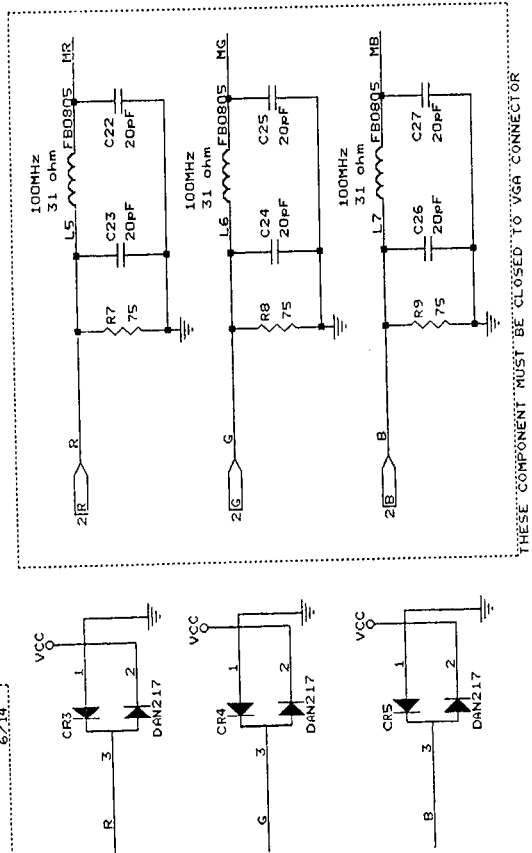 6/14
R
3
CR3
1
2
VCC
DAN217
G
3
CR4
1
2
VCC
DAN217
B
3
CR5
1
2
VCC
DAN217
2 R
R
R7
75
L5
100MHz
31 ohm
FB0805
MR
C23
20pF
C22
20pF
2 G
G
R8
75
L6
100MHz
31 ohm
FB0805
MG
C24
20pF
C25
20pF
2 B
B
R9
75
L7
100MHz
31 ohm
FB0805
MB
C26
20pF
C27
20pF
THESE COMPONENT MUST BE CLOSED TO VGA CONNECTOR